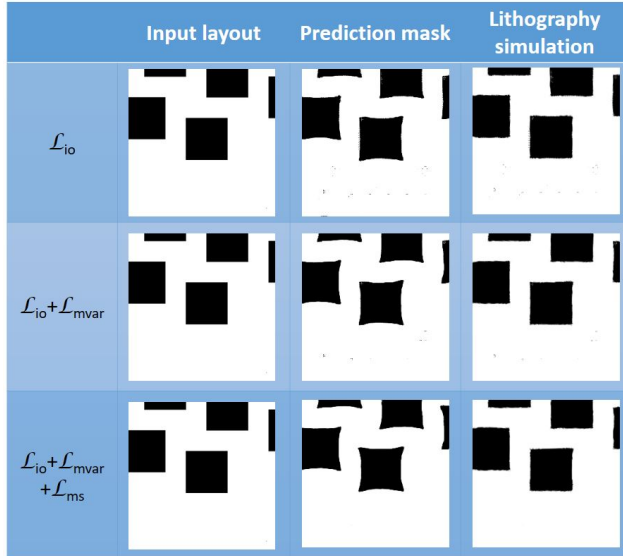 Input layout
Prediction mask
Lithography
simulation
ℒio
ℒio+ℒmvar
ℒio+ℒmvar
+ℒms